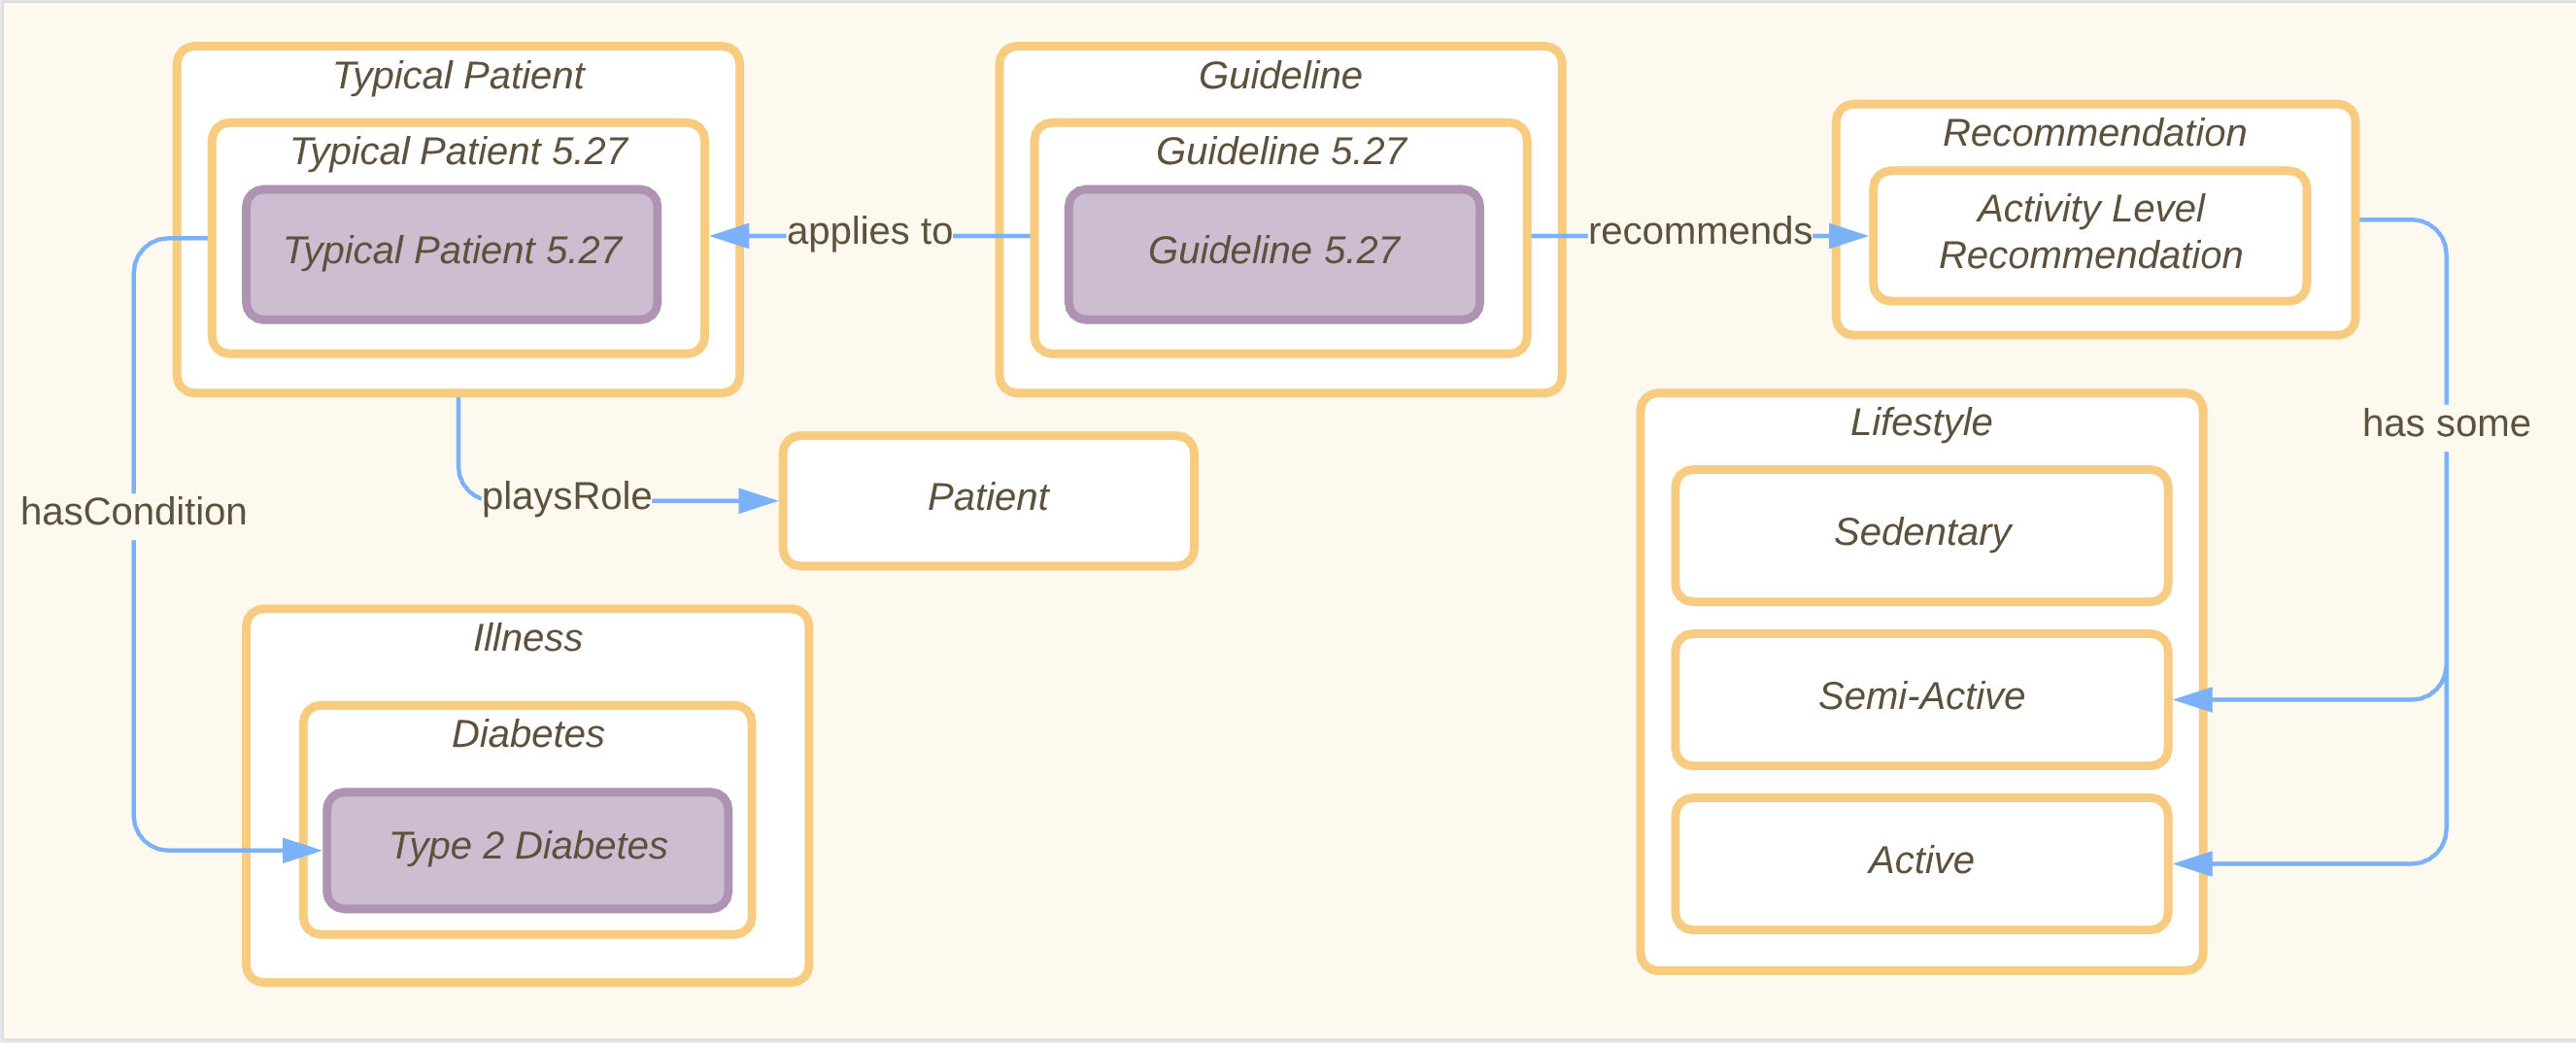 Typical Patient
Typical Patient 5.27
Typical Patient 5.27
applies to
Guideline
Guideline 5.27
Guideline 5.27
recommends
Recommendation
Activity Level
Recommendation
has some
hasCondition
playsRole
Patient
Lifestyle
Sedentary
Semi-Active
Active
Illness
Diabetes
Type 2 Diabetes